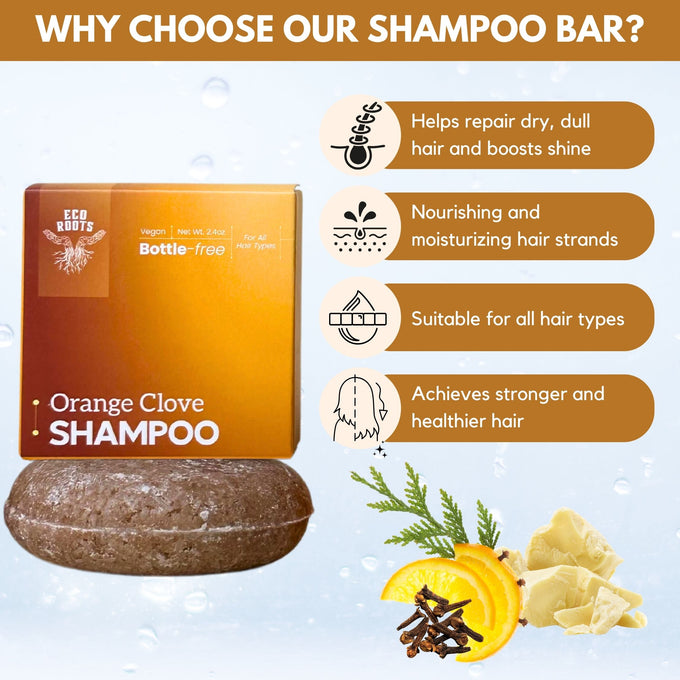 WHY CHOOSE OUR SHAMPOO BAR?
ECO
ROOTS
Vegan
Net Wt. 2.4oz
For All
Hair Types
Bottle-free
Orange Clove
SHAMPOO
Helps repair dry, dull
hair and boosts shine
Nourishing and
moisturizing hair strands
Suitable for all hair types
Achieves stronger and
healthier hair